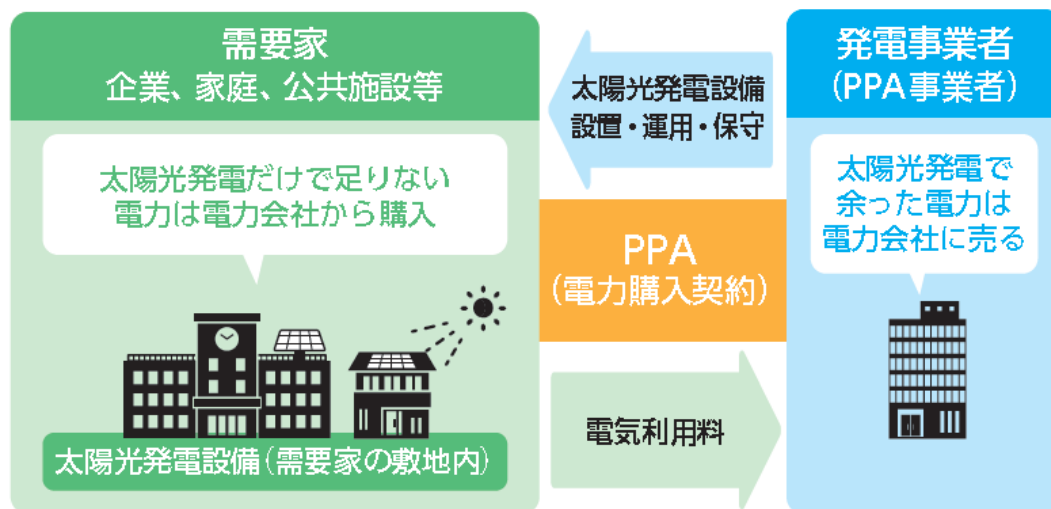 需要家
企業、家庭、公共施設等
太陽光発電だけで足りない
電力は電力会社から購入
太陽光発電設備(需要家の敷地内)
太陽光発電設備
設置・運用・保守
PPA
(電力購入契約)
電気利用料
発電事業者
(PPA事業者)
太陽光発電で
余った電力は
電力会社に売る